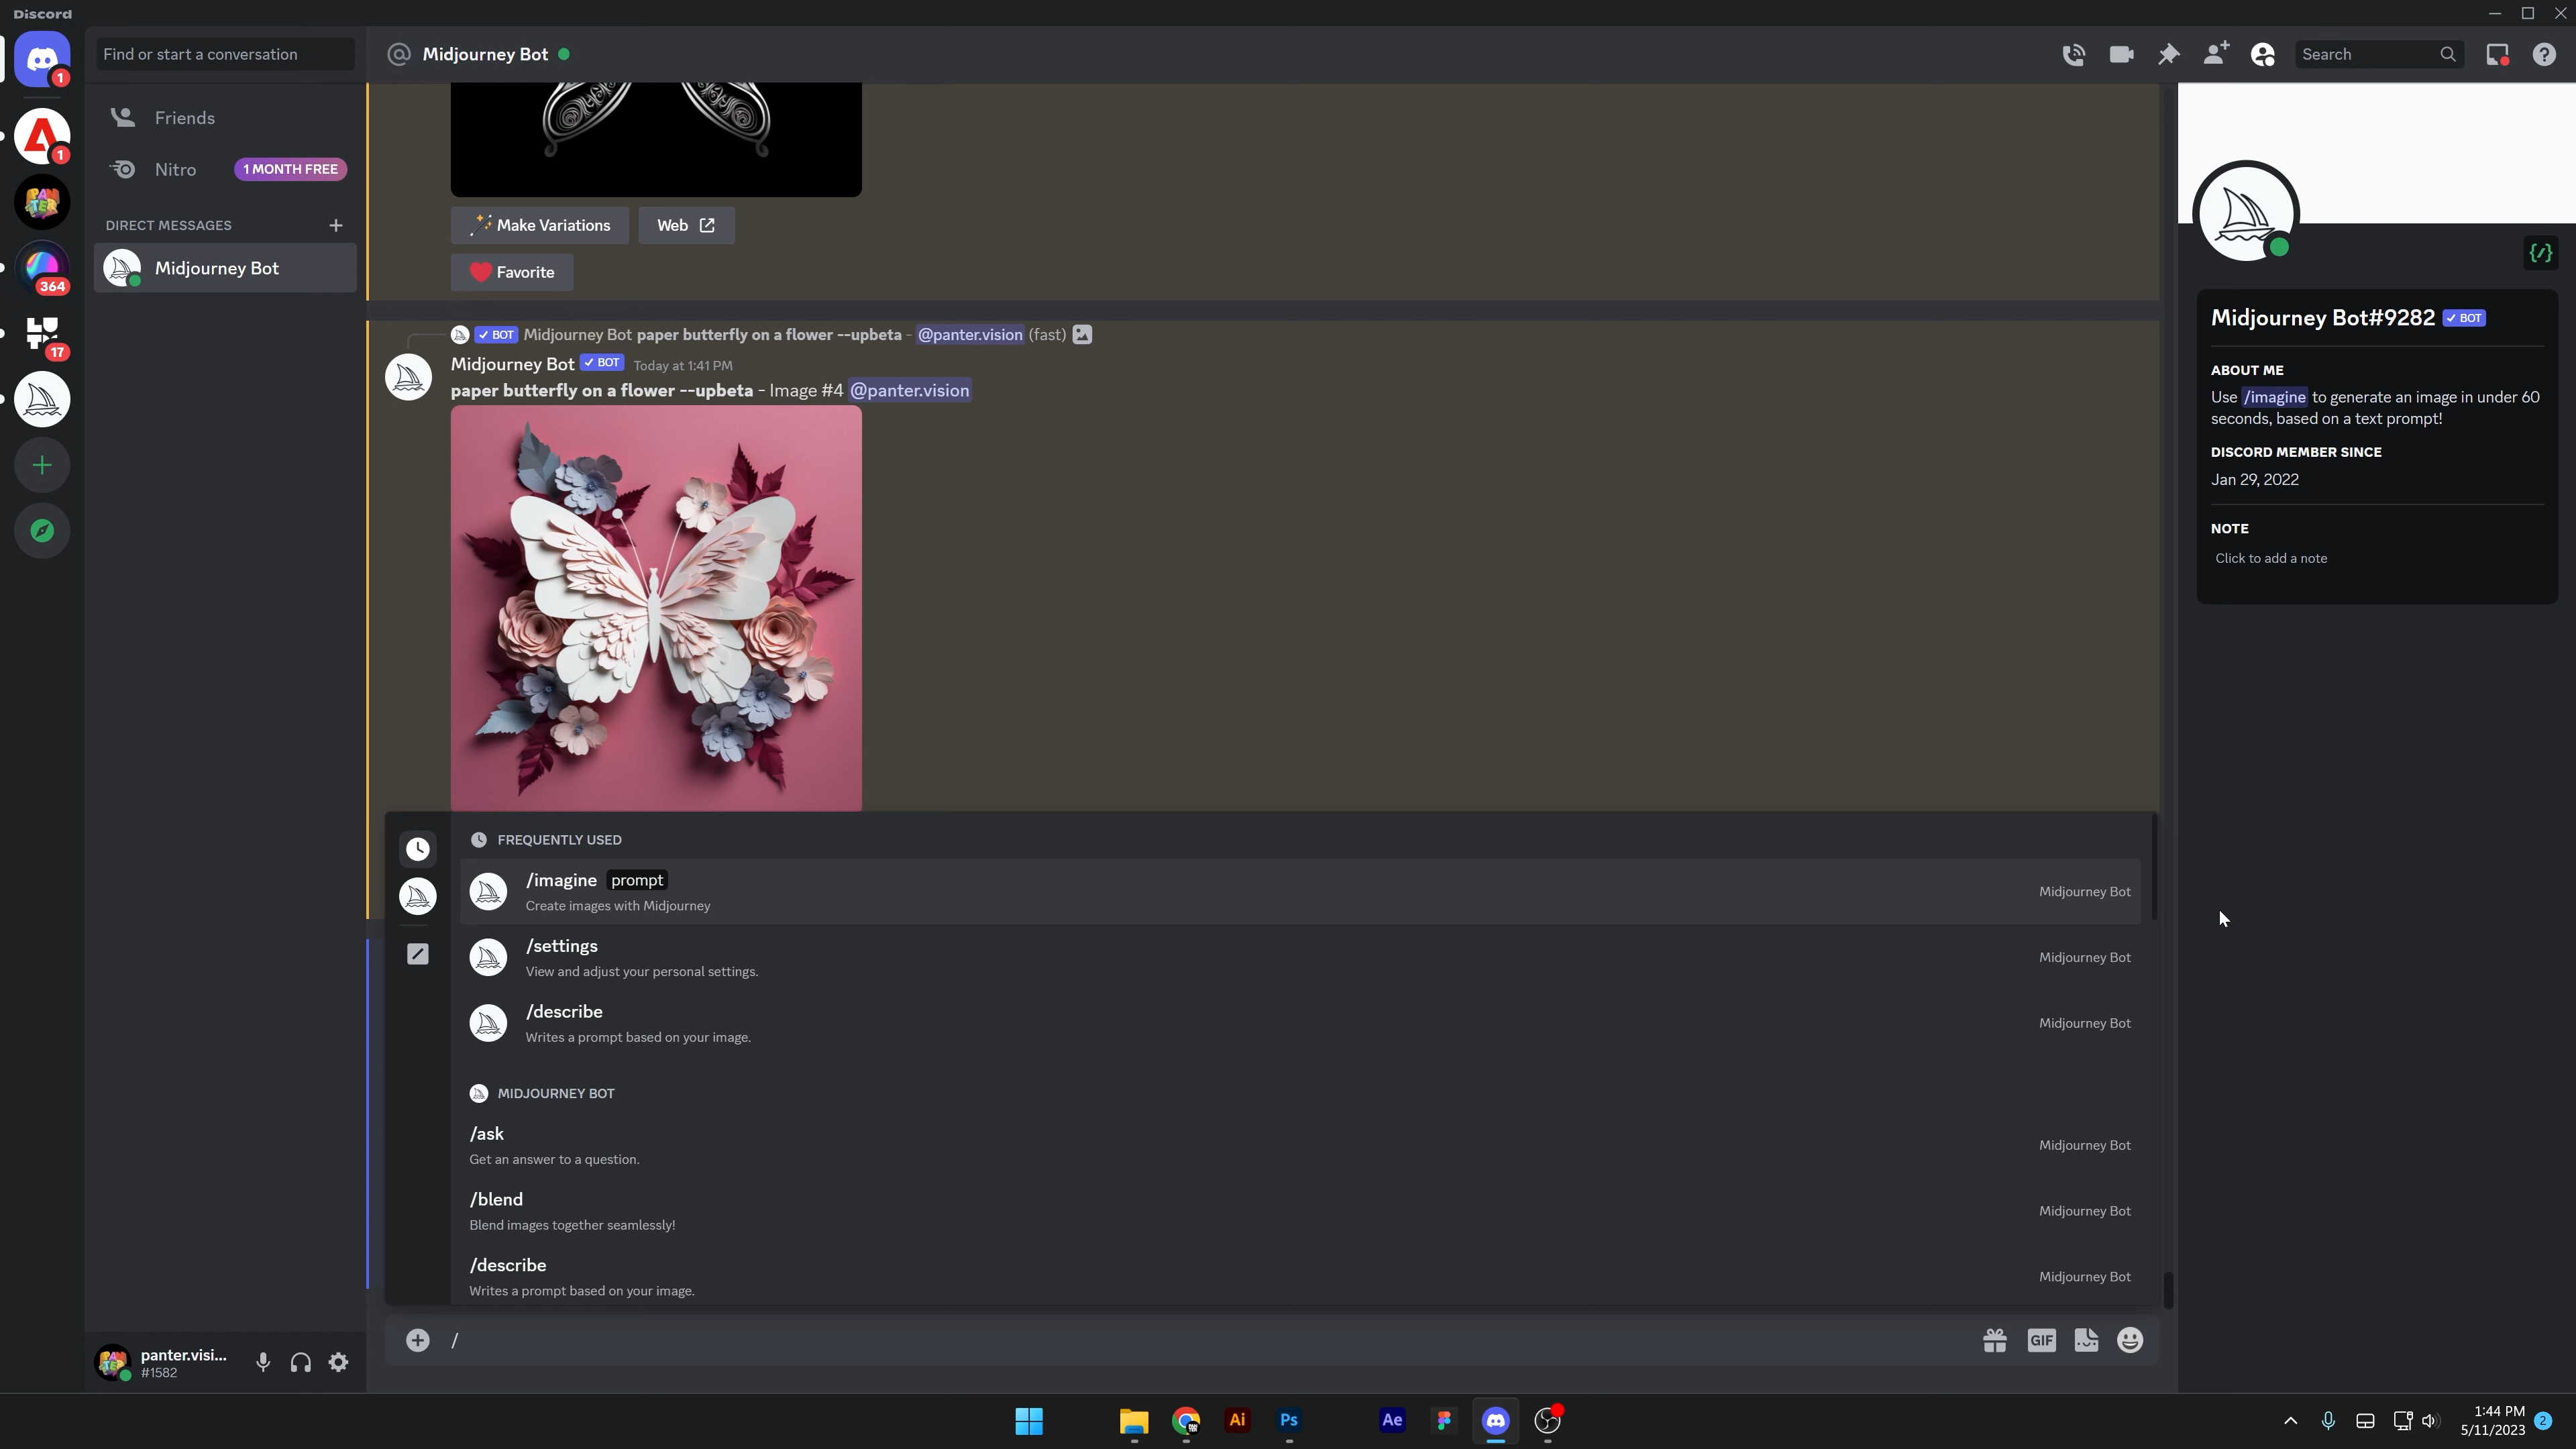 Discord
Find or start a conversation
Midjourney Bot
Search
1
Friends
1
Nitro
1 MONTH FREE
DIRECT MESSAGES
Midjourney Bot
364
17
Make Variations
Web
Favorite
BOT Midjourney Bot paper butterfly on a flower --upbeta - @panter.vision (fast)
Midjourney Bot BOT Today at 1:41 PM
paper butterfly on a flower --upbeta - Image #4 @panter.vision
Midjourney Bot#9282 BOT
ABOUT ME
Use /imagine to generate an image in under 60
seconds, based on a text prompt!
DISCORD MEMBER SINCE
Jan 29, 2022
NOTE
Click to add a note
FREQUENTLY USED
/imagine prompt
Create images with Midjourney
Midjourney Bot
/settings
View and adjust your personal settings.
Midjourney Bot
/describe
Writes a prompt based on your image.
Midjourney Bot
MIDJOURNEY BOT
/ask
Get an answer to a question.
Midjourney Bot
/blend
Blend images together seamlessly!
Midjourney Bot
/describe
Writes a prompt based on your image.
Midjourney Bot
/
GIF
panter.visi...
#1582
Ai
Ps
Ae
1:44 PM
5/11/2023
2